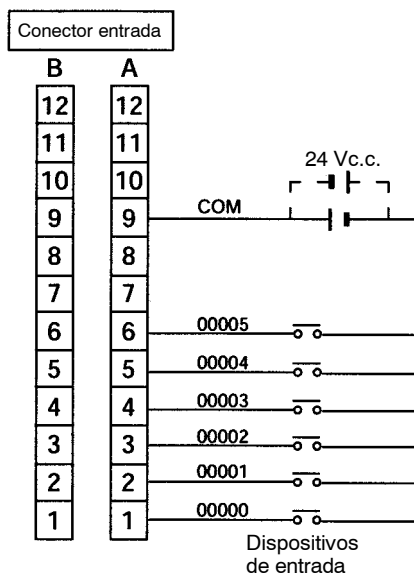 Conector entrada
B A
12 12
11 11
10 10
24 Vc.c.
9 9 COM
8 8
7 7
6 6 00005
5 5 00004
4 4 00003
3 3 00002
2 2 00001
1 1 00000
Dispositivos
de entrada